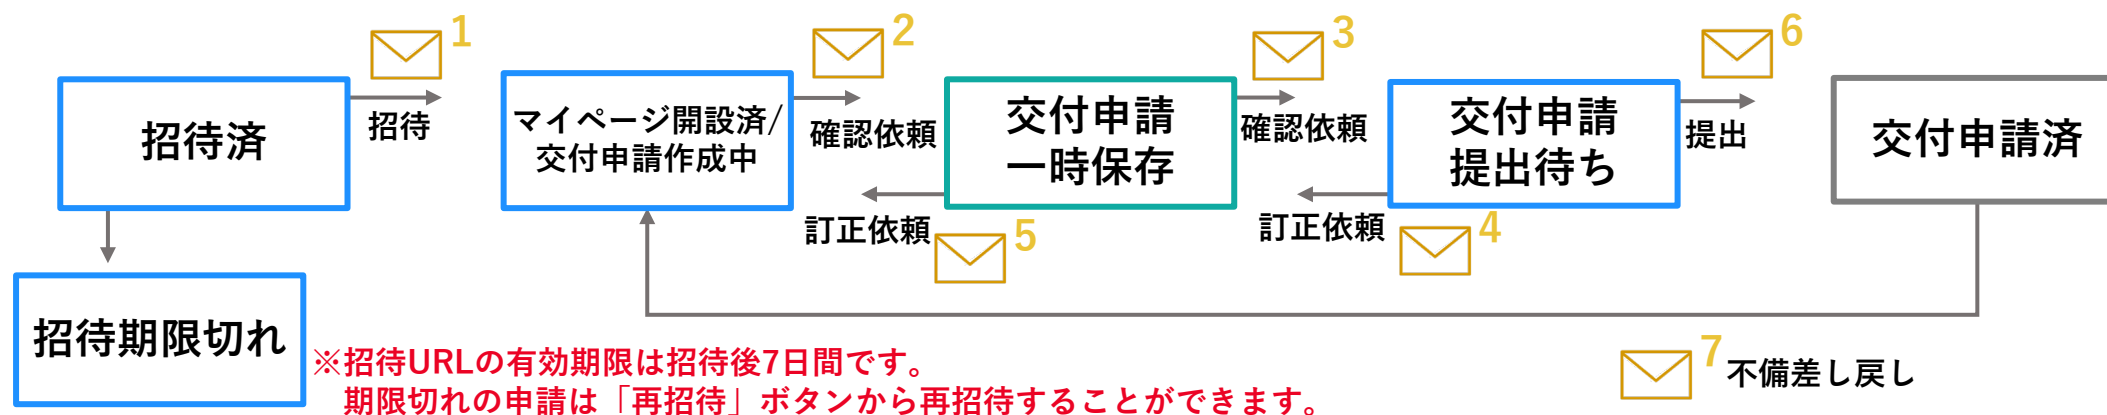 1
2
3
6
招待済
招待
マイページ開設済/
交付申請作成中
確認依頼
交付申請
一時保存
確認依頼
交付申請
提出待ち
提出
交付申請済
訂正依頼
5
訂正依頼
4
招待期限切れ
※招待URLの有効期限は招待後7日間です。
期限切れの申請は「再招待」ボタンから再招待することができます。
7
不備差し戻し